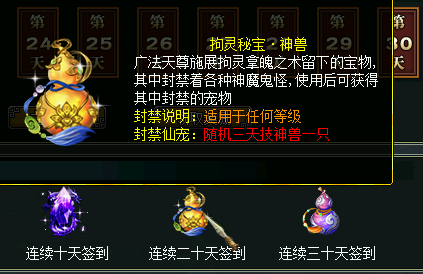 第 第 第 第
24 25 29 30
天 天 天
拘灵秘宝·神兽
广法天尊施展拘灵拿魄之术留下的宝物,
其中封禁着各种神魔鬼怪,使用后可获得
其中封禁的宠物
封禁说明：适用于任何等级
封禁仙宠：随机三天技神兽一只
连续十天签到 连续二十天签到 连续三十天签到